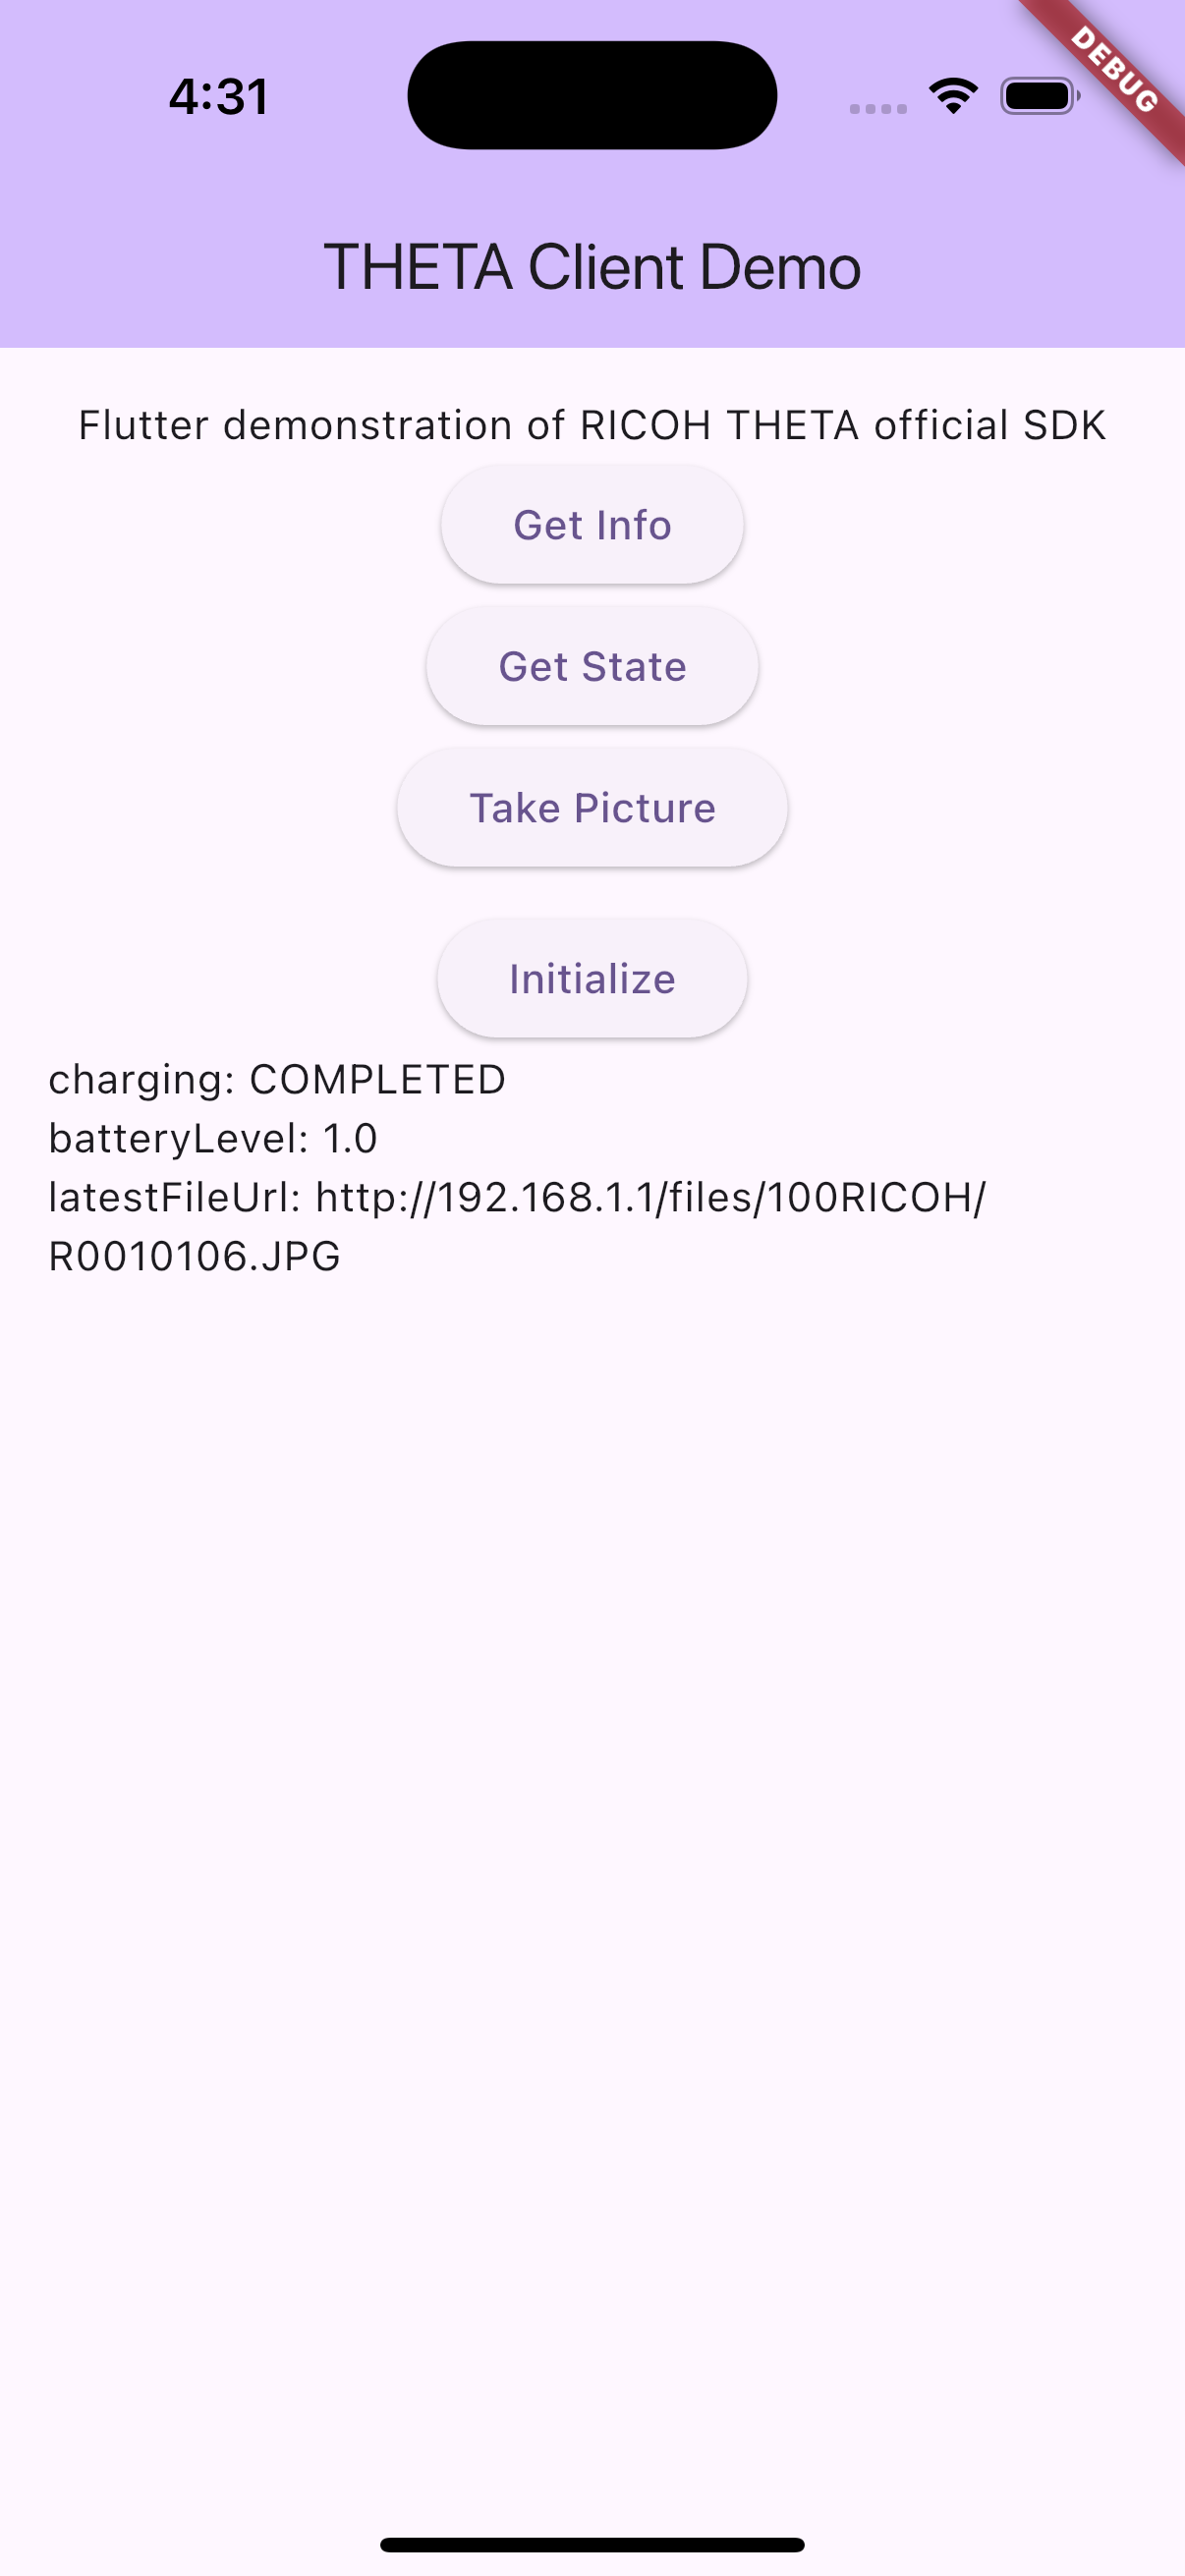 4:31
DEBUG
THETA Client Demo
Flutter demonstration of RICOH THETA official SDK
Get Info
Get State
Take Picture
Initialize
charging: COMPLETED
batteryLevel: 1.0
latestFileUrl: http://192.168.1.1/files/100RICOH/
R0010106.JPG